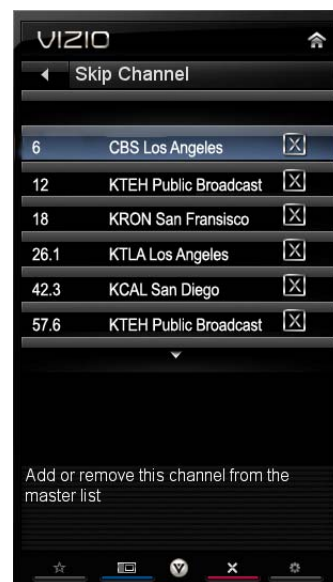 VIZIO
Skip Channel
6 CBS Los Angeles X
12 KTEH Public Broadcast X
18 KRON San Fransisco X
26.1 KTLA Los Angeles X
42.3 KCAL San Diego X
57.6 KTEH Public Broadcast X
Add or remove this channel from the
master list